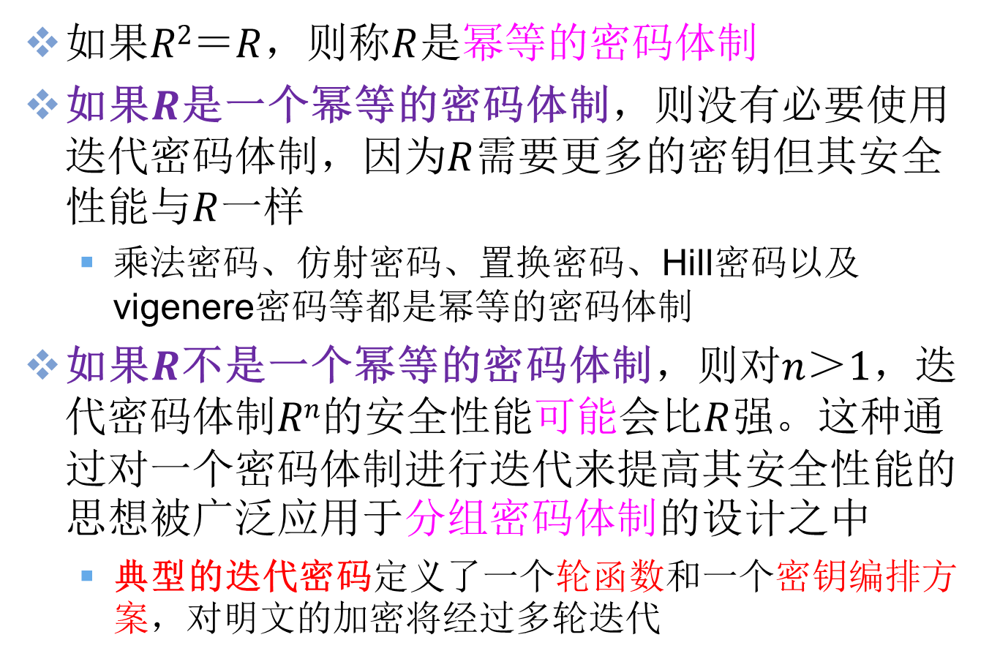 如果R²＝R，则称R是幂等的密码体制
如果R是一个幂等的密码体制，则没有必要使用
迭代密码体制，因为R需要更多的密钥但其安全
性能与R一样
乘法密码、仿射密码、置换密码、Hill密码以及
vigenere密码等都是幂等的密码体制
如果R不是一个幂等的密码体制，则对n＞1，迭
代密码体制Rⁿ的安全性能可能会比R强。这种通
过对一个密码体制进行迭代来提高其安全性能的
思想被广泛应用于分组密码体制的设计之中
典型的迭代密码定义了一个轮函数和一个密钥编排方
案，对明文的加密将经过多轮迭代